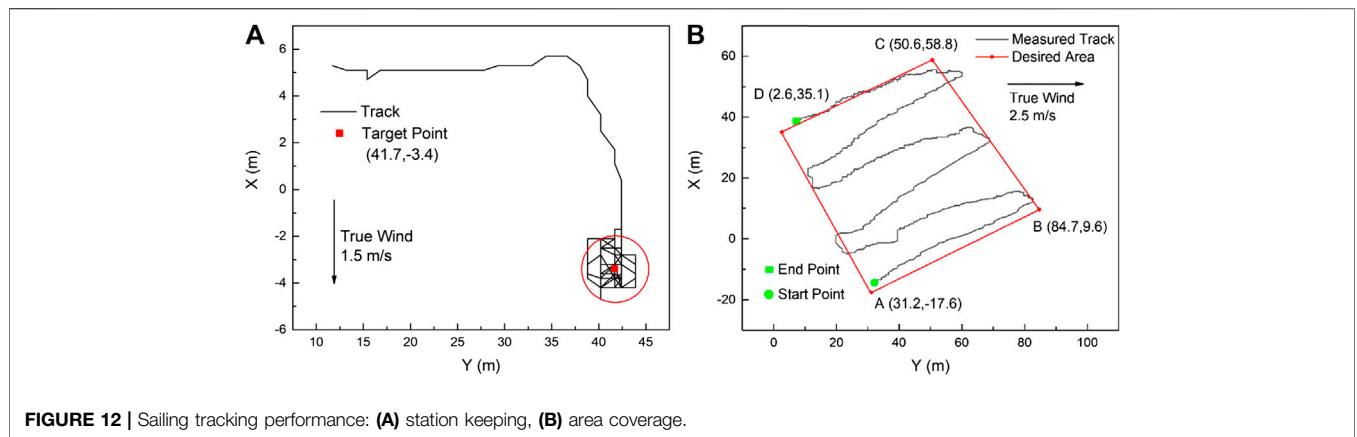 A
X (m)
6
4
2
0
-2
-4
-6
Track
Target Point
(41.7,-3.4)
True Wind
1.5 m/s
10 15 20 25 30 35 40 45
Y (m)
B
X (m)
60
40
20
0
-20
C (50.6,58.8)
Measured Track
Desired Area
True Wind
2.5 m/s
D (2.6,35.1)
B (84.7,9.6)
End Point
Start Point
A (31.2,-17.6)
0 20 40 60 80 100
Y (m)
FIGURE 12 | Sailing tracking performance: (A) station keeping, (B) area coverage.